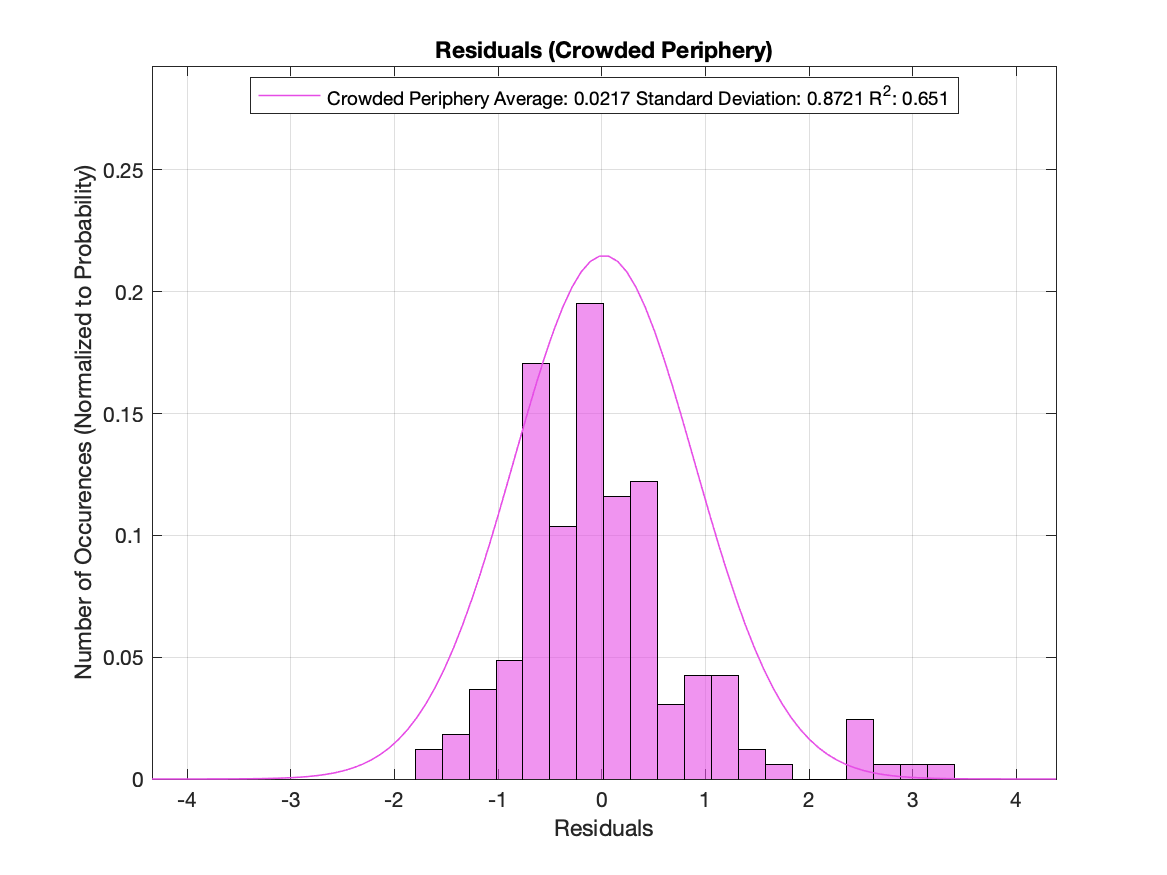 Residuals (Crowded Periphery)
Crowded Periphery Average: 0.0217 Standard Deviation: 0.8721 R²: 0.651
Number of Occurences (Normalized to Probability)
0.25
0.2
0.15
0.1
0.05
0
-4 -3 -2 -1 0 1 2 3 4
Residuals